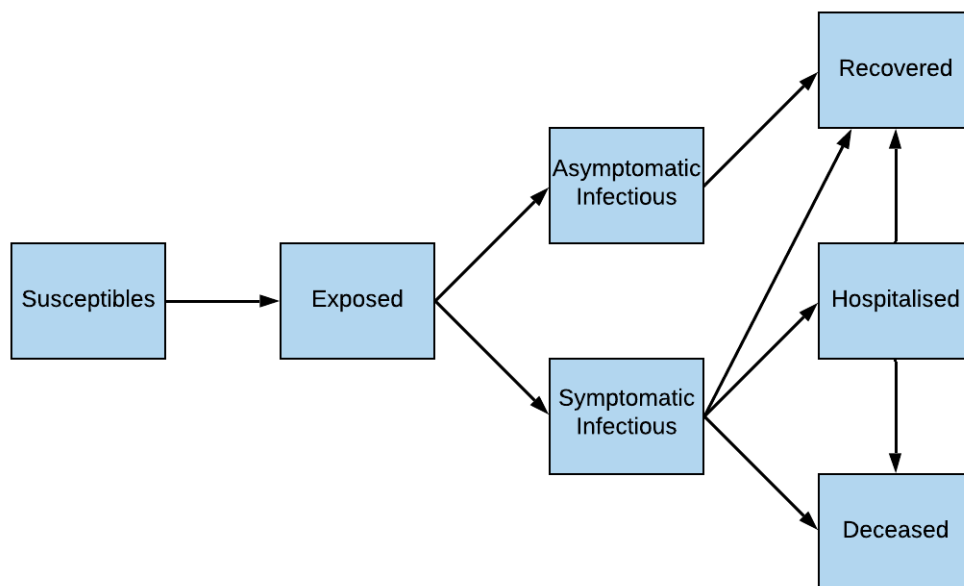 Susceptibles
Exposed
Asymptomatic
Infectious
Symptomatic
Infectious
Recovered
Hospitalised
Deceased